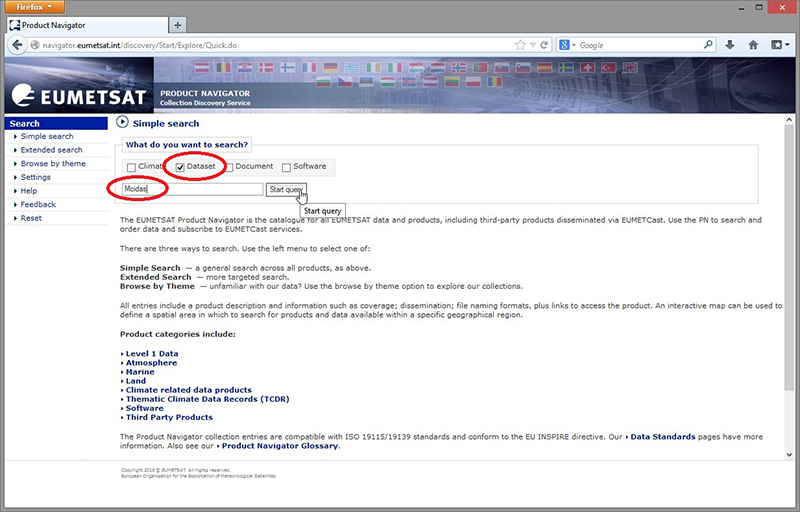 Firefox
Product Navigator
navigator.eumetsat.int/discovery/Start/Explore/Quick.do
Google
EUMETSAT
PRODUCT NAVIGATOR
Collection Discovery Service
Search
Simple search
Extended search
Browse by theme
Settings
Help
Feedback
Reset
Simple search
What do you want to search?
Climat Dataset Document Software
Mcidas Start query
Start query
The EUMETSAT Product Navigator is the catalogue for all EUMETSAT data and products, including third-party products disseminated via EUMETCast. Use the PN to search and
order data and subscribe to EUMETCast services.
There are three ways to search. Use the left menu to select one of:
Simple Search — a general search across all products, as above.
Extended Search — more targeted search.
Browse by Theme — unfamiliar with our data? Use the browse by theme option to explore our collections.
All entries include a product description and information such as coverage; dissemination; file naming formats, plus links to access the product. An interactive map can be used to
define a spatial area in which to search for products and data available within a specific geographical region.
Product categories include:
Level 1 Data
Atmosphere
Marine
Land
Climate related data products
Thematic Climate Data Records (TCDR)
Software
Third Party Products
The Product Navigator collection entries are compatible with ISO 19115/19139 standards and conform to the EU INSPIRE directive. Our Data Standards pages have more
information. Also see our Product Navigator Glossary.
Copyright 2013 © EUMETSAT. All rights reserved.
European Organisation for the Exploitation of Meteorological Satellites